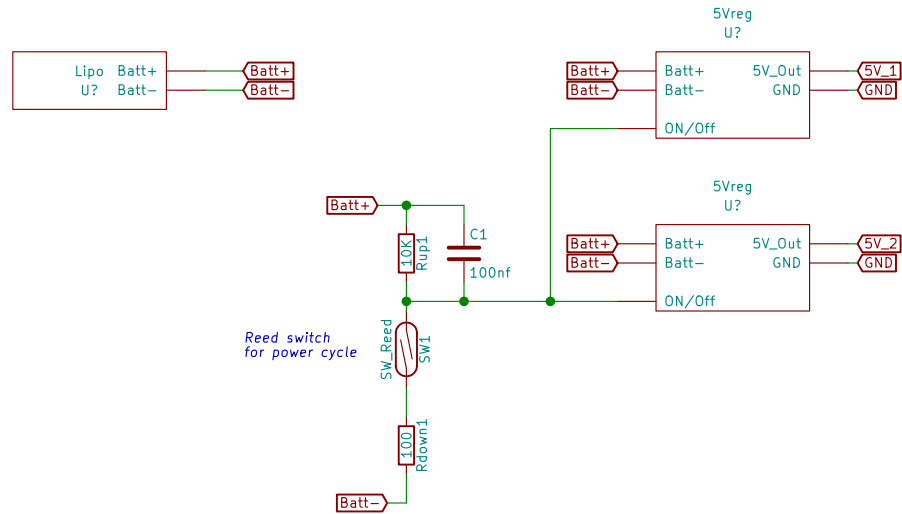 5Vreg
U?
Lipo Batt+ Batt+
U? Batt- Batt-
Batt+ Batt+ 5V_Out 5V_1
Batt- Batt- GND GND
ON/Off
5Vreg
U?
Batt+
10K
Rup1
C1
100nf
Batt+ Batt+ 5V_Out 5V_2
Batt- Batt- GND GND
ON/Off
Reed switch
for power cycle
SW_Reed
SW1
100
Rdown1
Batt-